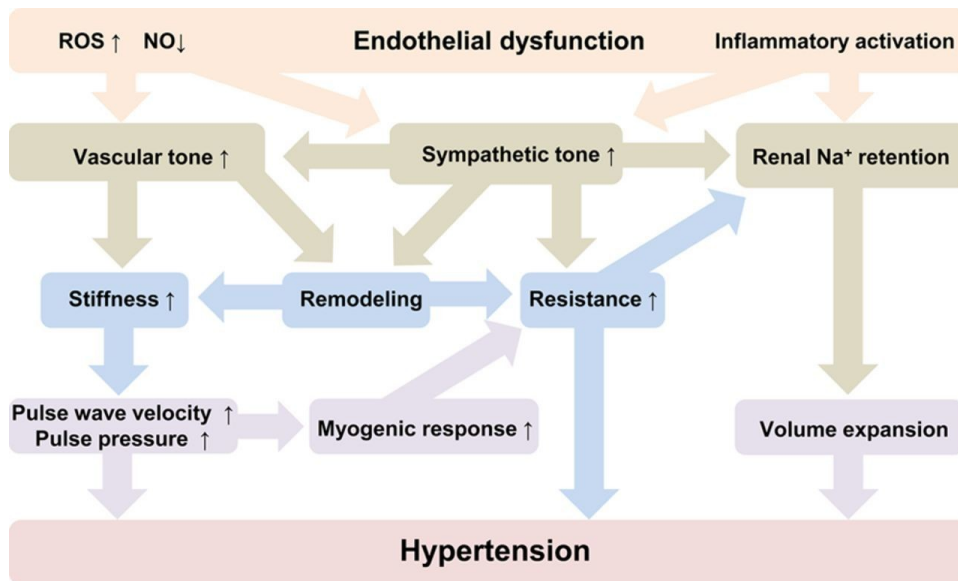 ROS ↑ NO↓ Endothelial dysfunction Inflammatory activation
Vascular tone ↑ Sympathetic tone ↑ Renal Na⁺ retention
Stiffness ↑ Remodeling Resistance ↑
Pulse wave velocity ↑
Pulse pressure ↑
Myogenic response ↑
Volume expansion
Hypertension